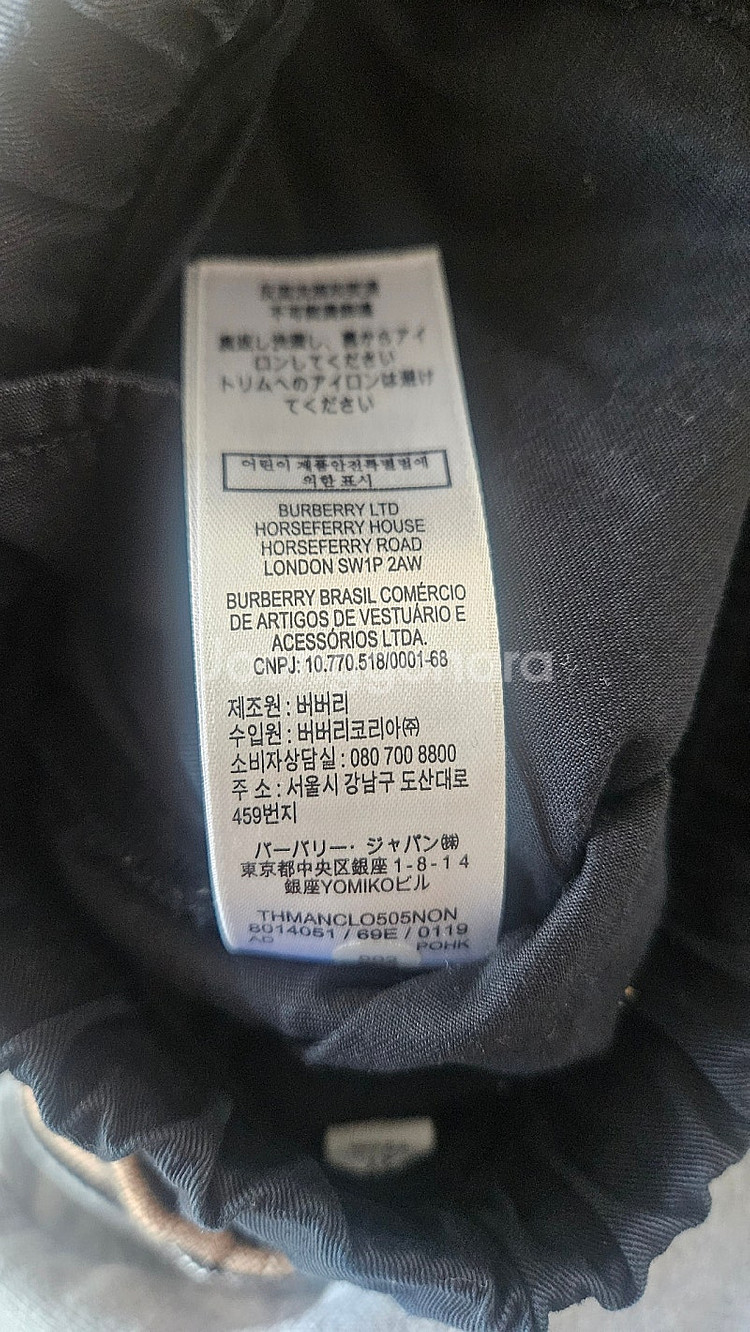 裏返し洗濯し、裏からアイ
ロンしてください
トリムへのアイロンは避け
てください
어린이 제품안전특별법에
의한 표시
BURBERRY LTD
HORSEFERRY HOUSE
HORSEFERRY ROAD
LONDON SW1P 2AW
BURBERRY BRASIL COMÉRCIO
DE ARTIGOS DE VESTUÁRIO E
ACESSÓRIOS LTDA.
CNPJ: 10.770.518/0001-68
제조원 : 버버리
수입원 : 버버리코리아㈜
소비자상담실 : 080 700 8800
주 소 : 서울시 강남구 도산대로
459번지
バーバリー・ジャパン㈱
東京都中央区銀座1-8-14
銀座YOMIKOビル
THMANCLO505NON
8014051 / 69E / 0119
AD POHK